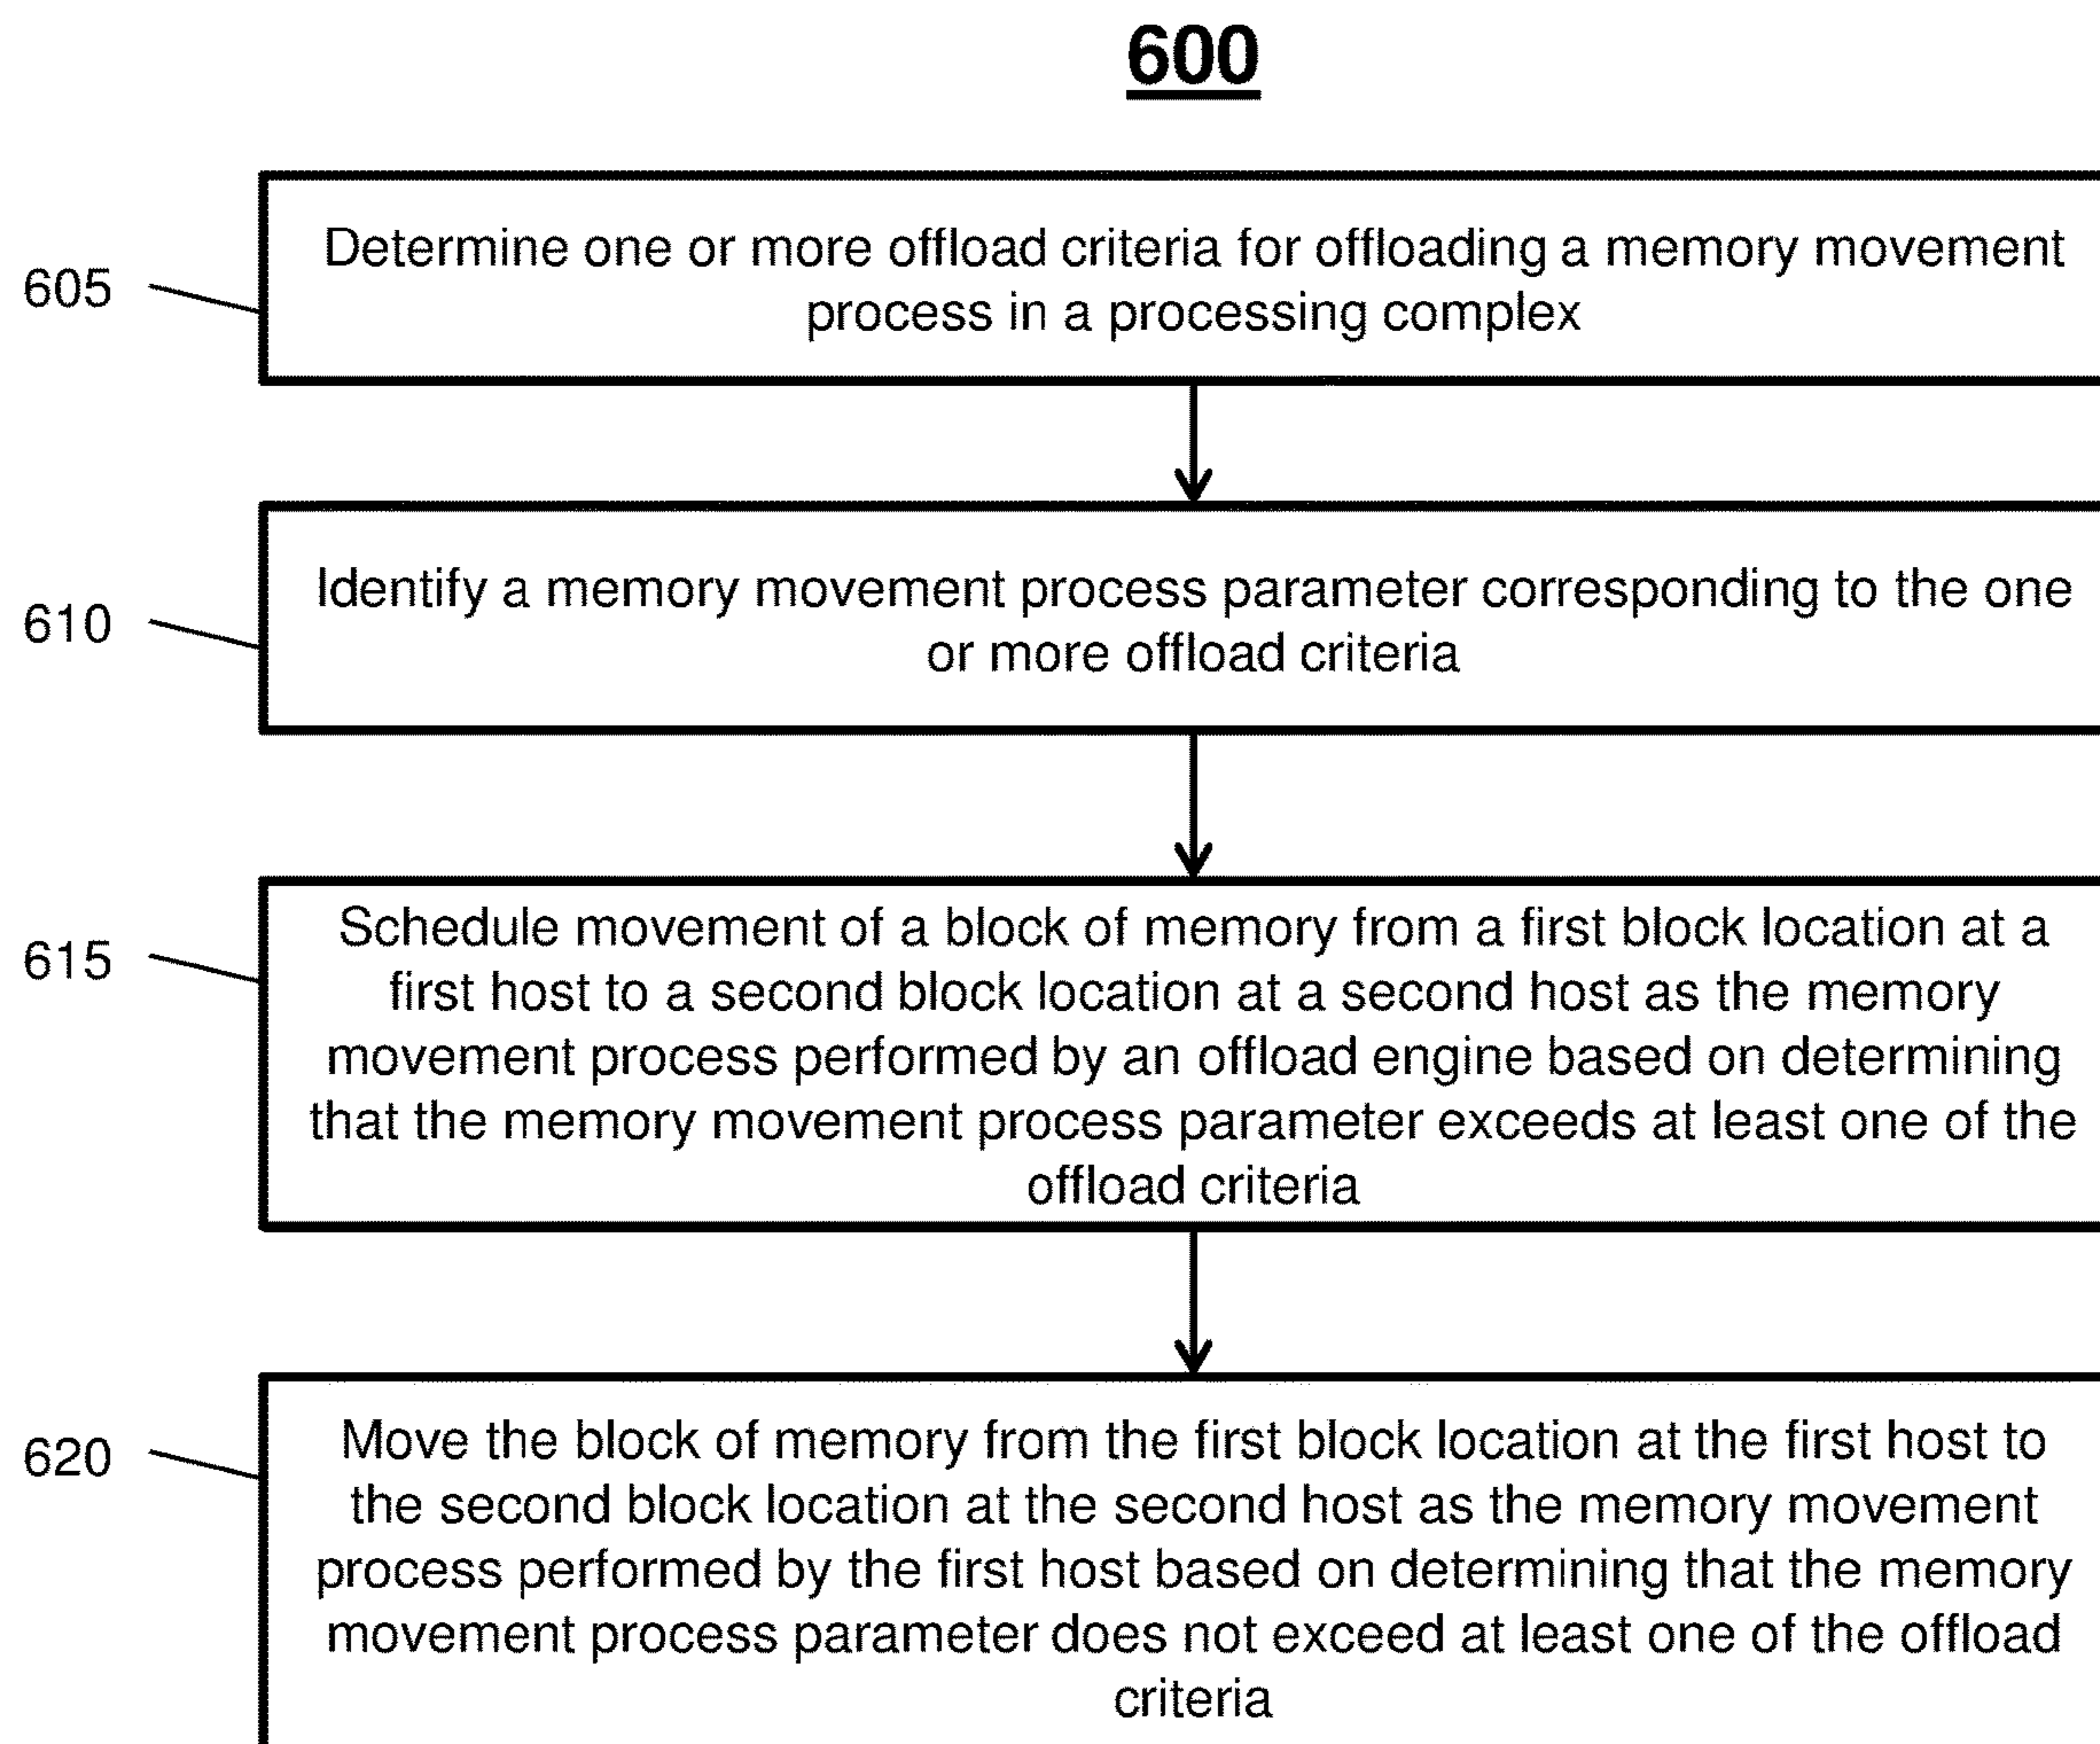 600
605
Determine one or more offload criteria for offloading a memory movement
process in a processing complex
610
Identify a memory movement process parameter corresponding to the one
or more offload criteria
615
Schedule movement of a block of memory from a first block location at a
first host to a second block location at a second host as the memory
movement process performed by an offload engine based on determining
that the memory movement process parameter exceeds at least one of the
offload criteria
620
Move the block of memory from the first block location at the first host to
the second block location at the second host as the memory movement
process performed by the first host based on determining that the memory
movement process parameter does not exceed at least one of the offload
criteria